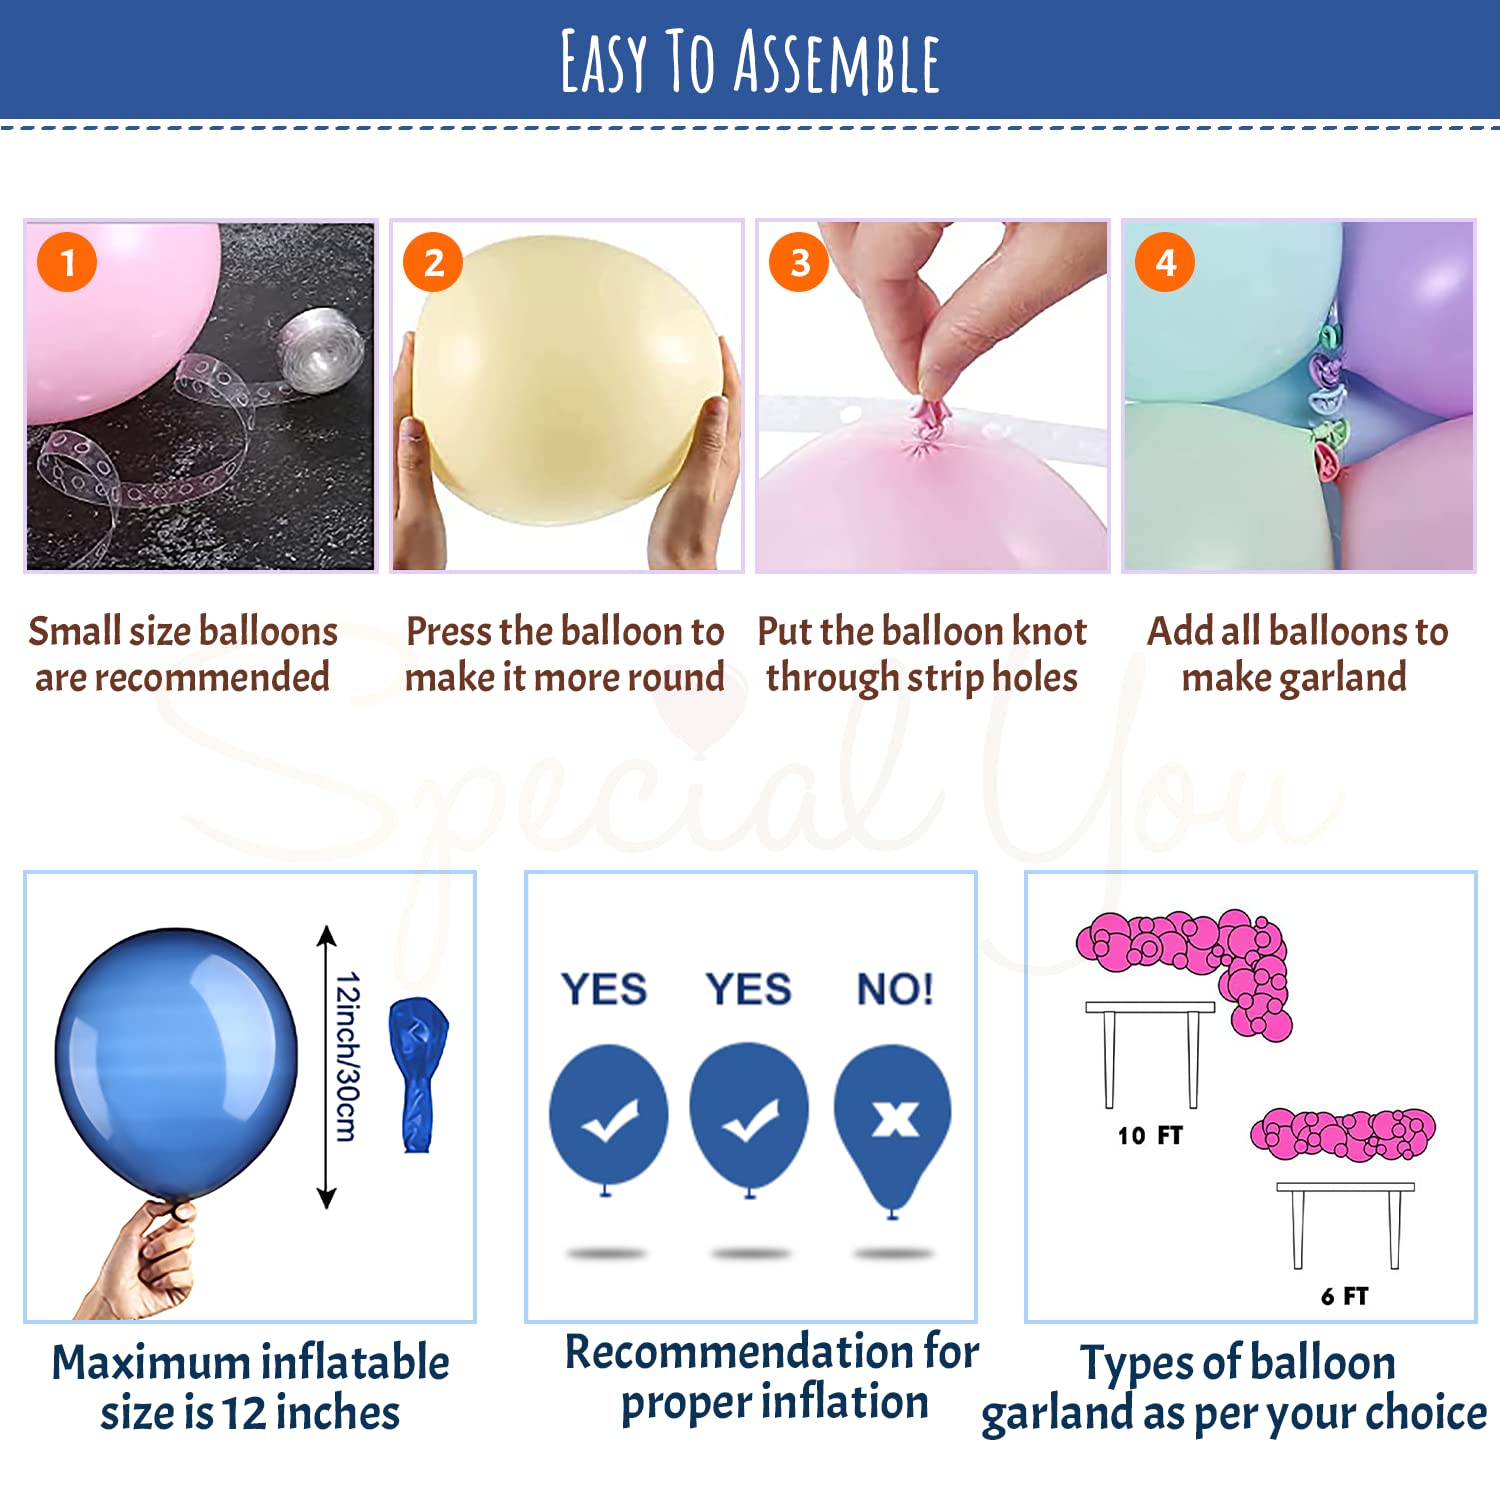 EASY TO ASSEMBLE
1
2
3
4
Small size balloons
are recommended
Press the balloon to
make it more round
Put the balloon knot
through strip holes
Add all balloons to
make garland
Special You
12inch/30cm
YES
YES
NO!
10 FT
6 FT
Maximum inflatable
size is 12 inches
Recommendation for
proper inflation
Types of balloon
garland as per your choice